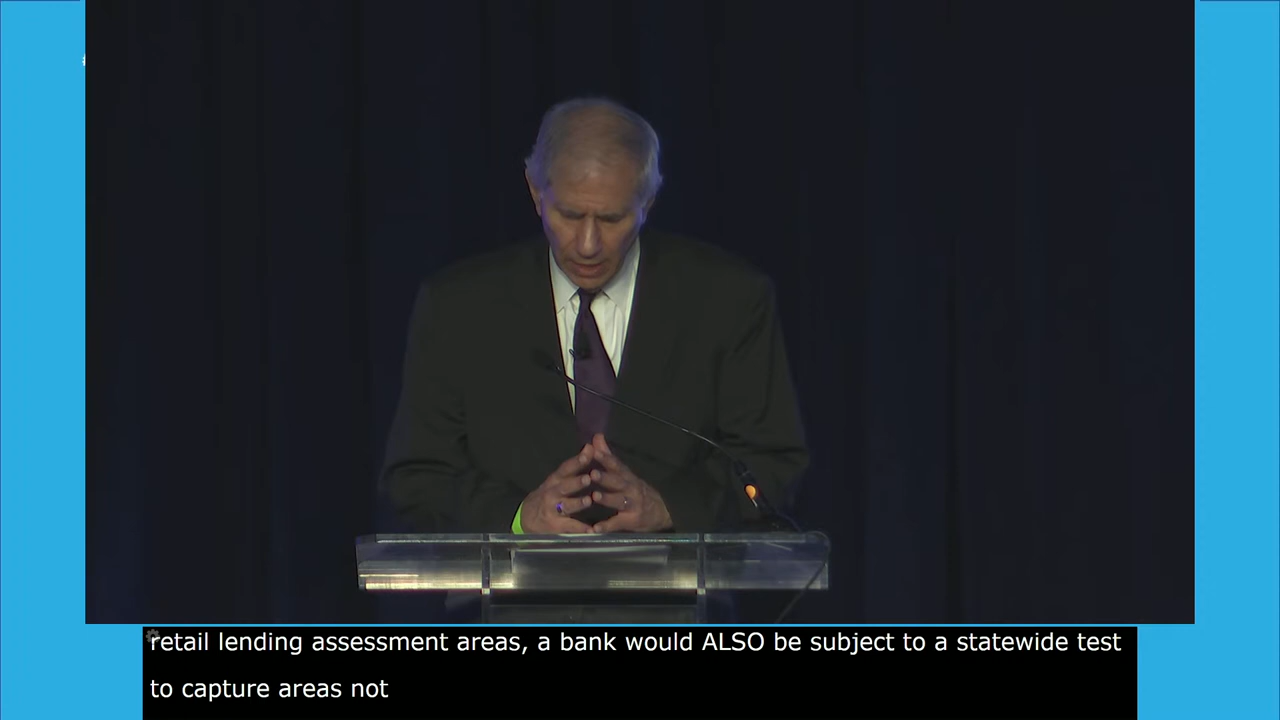 retail lending assessment areas, a bank would ALSO be subject to a statewide test
to capture areas not